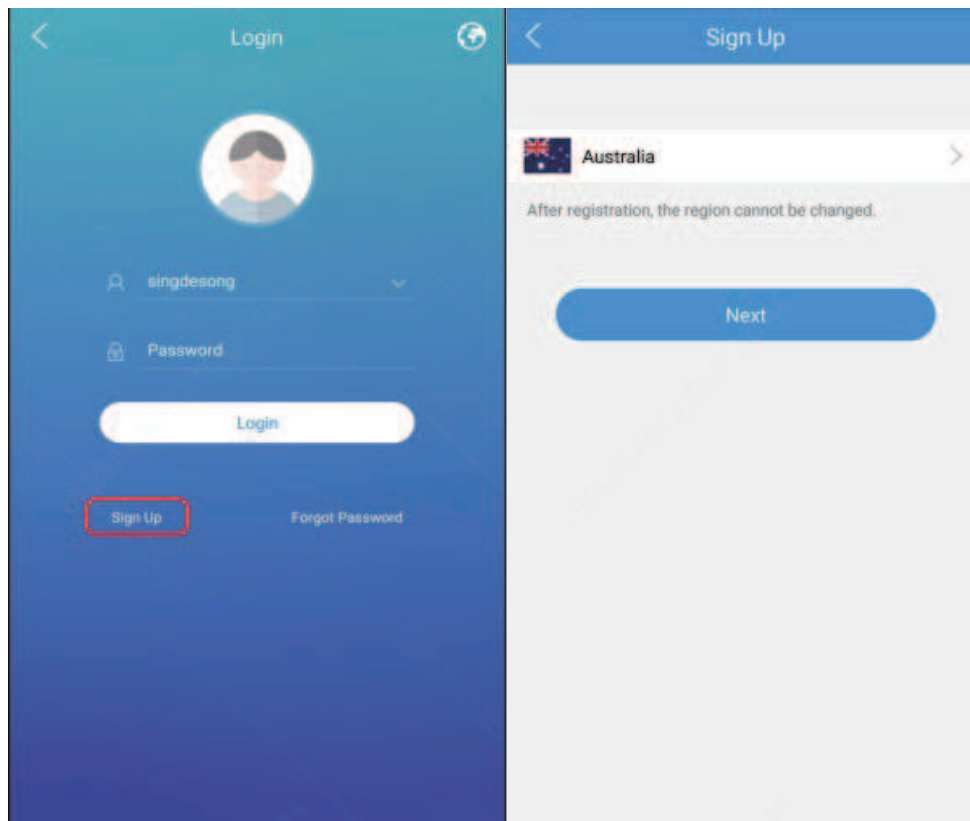 Login
singdesong
Password
Login
Sign Up
Forgot Password
Sign Up
Australia
After registration, the region cannot be changed.
Next